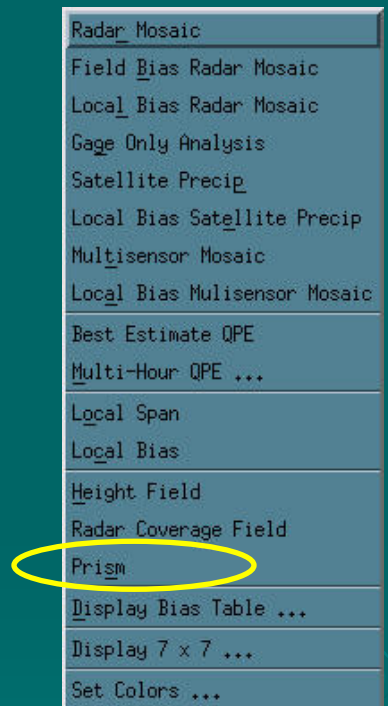 Radar Mosaic
Field Bias Radar Mosaic
Local Bias Radar Mosaic
Gage Only Analysis
Satellite Precip
Local Bias Satellite Precip
Multisensor Mosaic
Local Bias Mulisensor Mosaic
Best Estimate QPE
Multi-Hour QPE ...
Local Span
Local Bias
Height Field
Radar Coverage Field
Prism
Display Bias Table ...
Display 7 x 7 ...
Set Colors ...